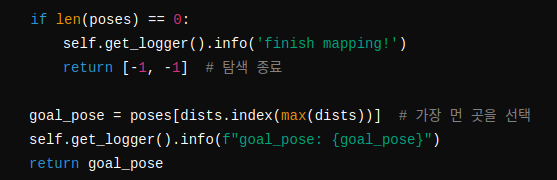 if len(poses) == 0:
self.get_logger().info('finish mapping!')
return [-1, -1]  # 탐색 종료
goal_pose = poses[dists.index(max(dists))]  # 가장 먼 곳을 선택
self.get_logger().info(f"goal_pose: {goal_pose}")
return goal_pose